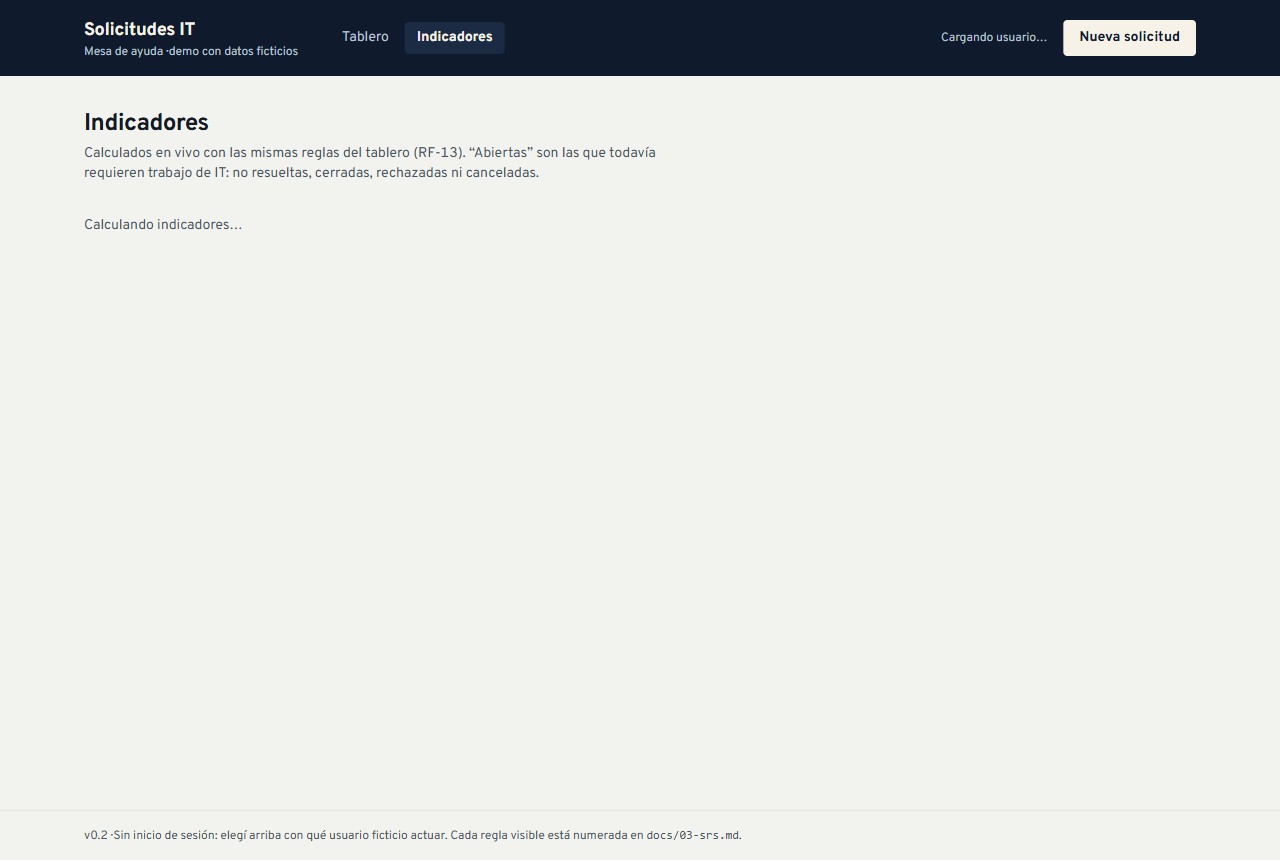 Solicitudes IT
Mesa de ayuda ·demo con datos ficticios
Tablero
Indicadores
Cargando usuario…
Nueva solicitud
Indicadores
Calculados en vivo con las mismas reglas del tablero (RF-13). “Abiertas” son las que todavía
requieren trabajo de IT: no resueltas, cerradas, rechazadas ni canceladas.
Calculando indicadores…
v0.2 ·Sin inicio de sesión: elegí arriba con qué usuario ficticio actuar. Cada regla visible está numerada en docs/03-srs.md.